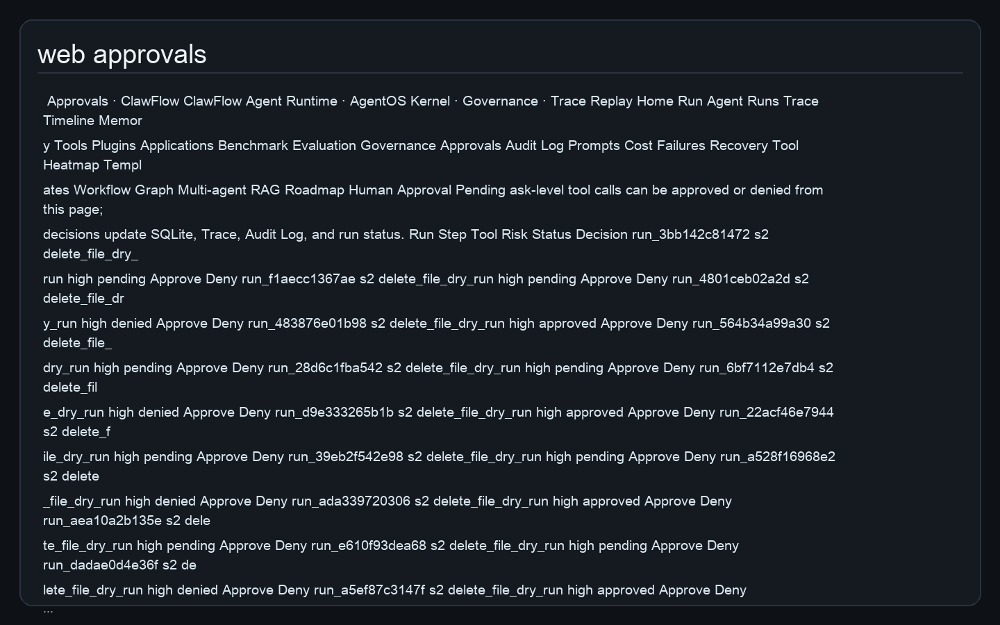 web approvals
Approvals · ClawFlow ClawFlow Agent Runtime · AgentOS Kernel · Governance · Trace Replay Home Run Agent Runs Trace
Timeline Memor
y Tools Plugins Applications Benchmark Evaluation Governance Approvals Audit Log Prompts Cost Failures Recovery Tool
Heatmap Templ
ates Workflow Graph Multi-agent RAG Roadmap Human Approval Pending ask-level tool calls can be approved or denied from
this page;
decisions update SQLite, Trace, Audit Log, and run status. Run Step Tool Risk Status Decision run_3bb142c81472 s2
delete_file_dry_
run high pending Approve Deny run_f1aecc1367ae s2 delete_file_dry_run high pending Approve Deny run_4801ceb02a2d s2
delete_file_dr
y_run high denied Approve Deny run_483876e01b98 s2 delete_file_dry_run high approved Approve Deny run_564b34a99a30 s2
delete_file_
dry_run high pending Approve Deny run_28d6c1fba542 s2 delete_file_dry_run high pending Approve Deny run_6bf7112e7db4 s2
delete_fil
e_dry_run high denied Approve Deny run_d9e333265b1b s2 delete_file_dry_run high approved Approve Deny run_22acf46e7944
s2 delete_f
ile_dry_run high pending Approve Deny run_39eb2f542e98 s2 delete_file_dry_run high pending Approve Deny run_a528f16968e2
s2 delete
_file_dry_run high denied Approve Deny run_ada339720306 s2 delete_file_dry_run high approved Approve Deny
run_aea10a2b135e s2 dele
te_file_dry_run high pending Approve Deny run_e610f93dea68 s2 delete_file_dry_run high pending Approve Deny
run_dadae0d4e36f s2 de
lete_file_dry_run high denied Approve Deny run_a5ef87c3147f s2 delete_file_dry_run high approved Approve Deny
...